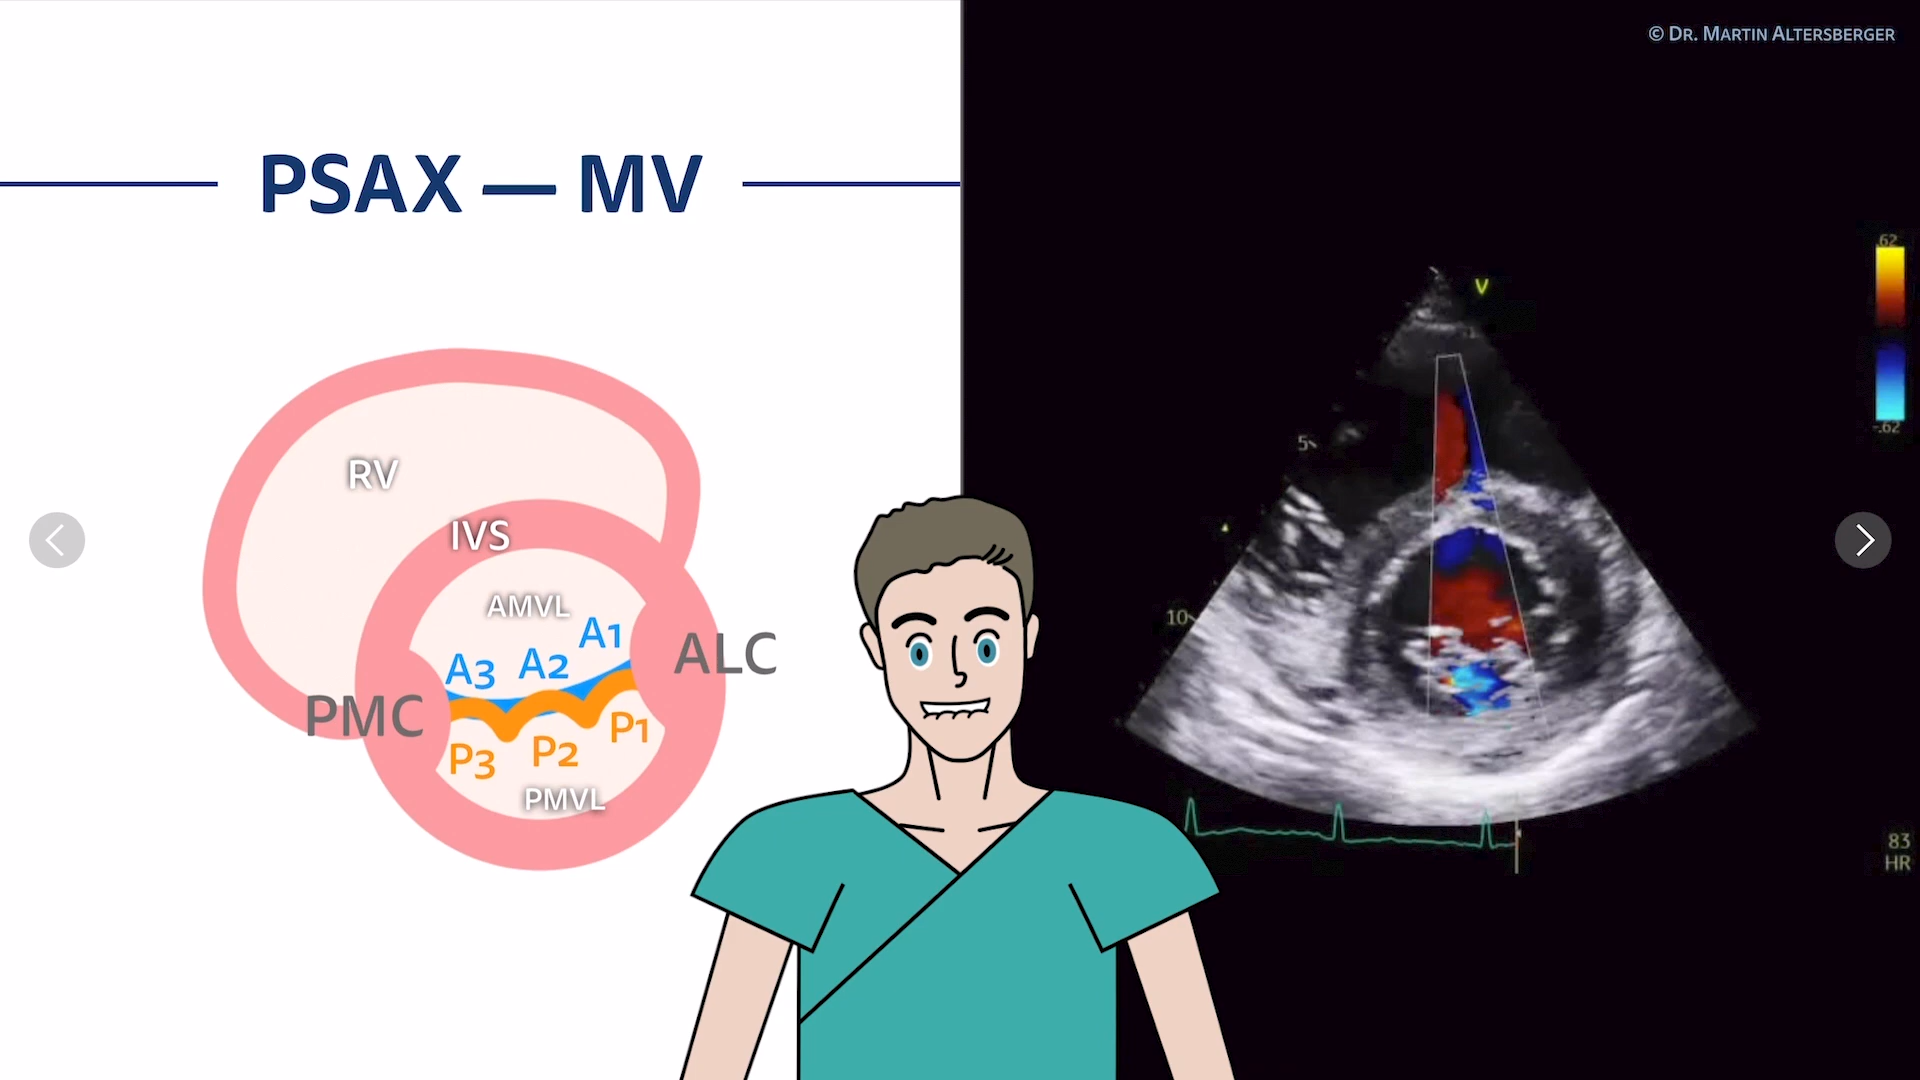 © Dr. Martin Altersberger
PSAX — MV
RV
IVS
AMVL
A1
A2
A3
ALC
PMC
P1
P2
P3
PMVL
V
5
10
.62
-.62
83
HR